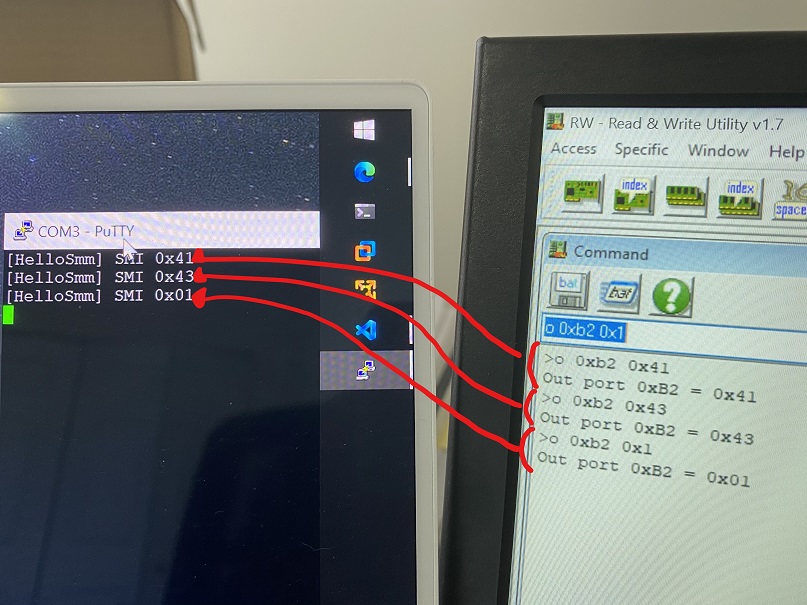 COM3 - PuTTY
[HelloSmm] SMI 0x41
[HelloSmm] SMI 0x43
[HelloSmm] SMI 0x01
RW - Read & Write Utility v1.7
Access Specific Window Help
index
index
space
Command
bat
bat
o 0xb2 0x1
>o 0xb2 0x41
Out port 0xB2 = 0x41
>o 0xb2 0x43
Out port 0xB2 = 0x43
>o 0xb2 0x1
Out port 0xB2 = 0x01